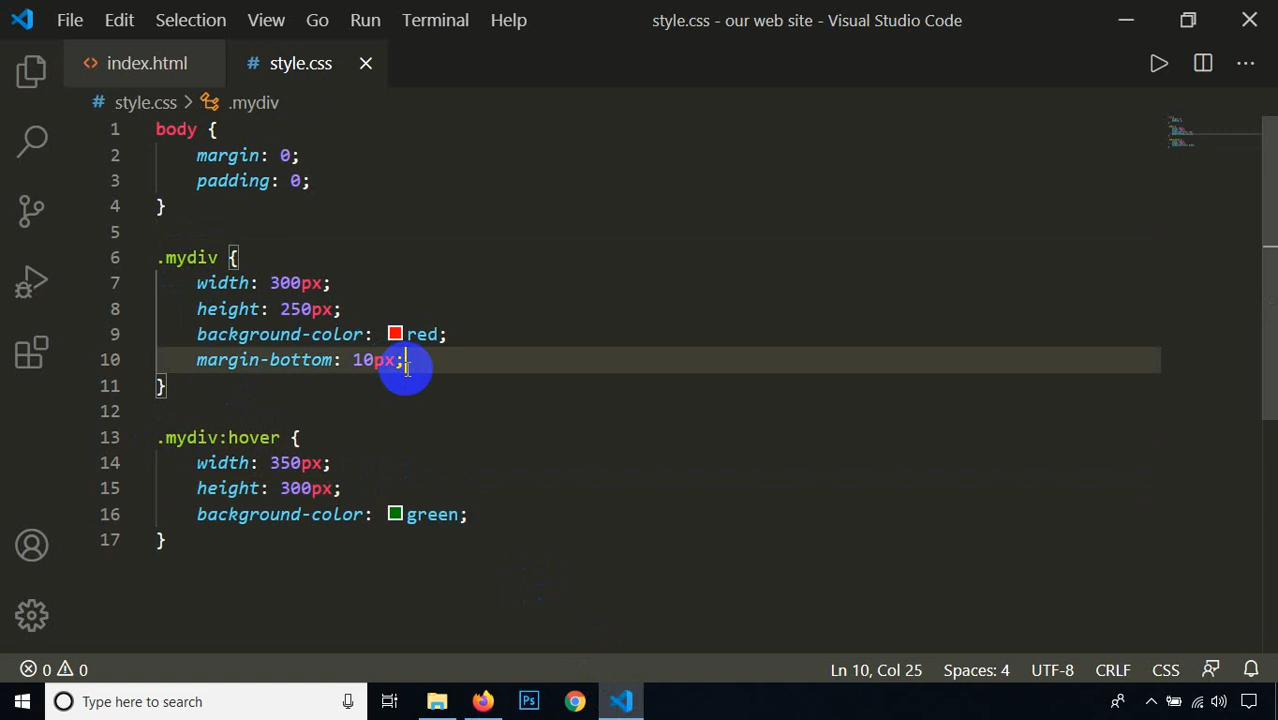 File Edit Selection View Go Run Terminal Help style.css - our web site - Visual Studio Code
<> index.html # style.css
# style.css > .mydiv
1 body {
2     margin: 0;
3     padding: 0;
4 }
5
6 .mydiv {
7     width: 300px;
8     height: 250px;
9     background-color: red;
10     margin-bottom: 10px;
11 }
12
13 .mydiv:hover {
14     width: 350px;
15     height: 300px;
16     background-color: green;
17 }
0 0 Ln 10, Col 25 Spaces: 4 UTF-8 CRLF CSS
Type here to search Ps